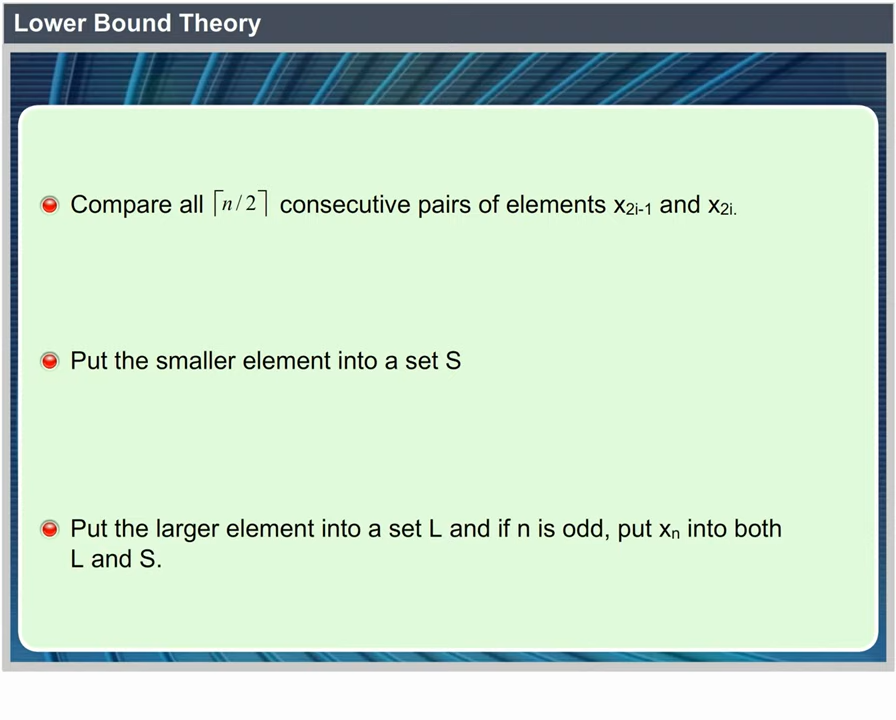 Lower Bound Theory
Compare all ⌈n/2⌉ consecutive pairs of elements x₂ᵢ₋₁ and x₂ᵢ.
Put the smaller element into a set S
Put the larger element into a set L and if n is odd, put xₙ into both
L and S.